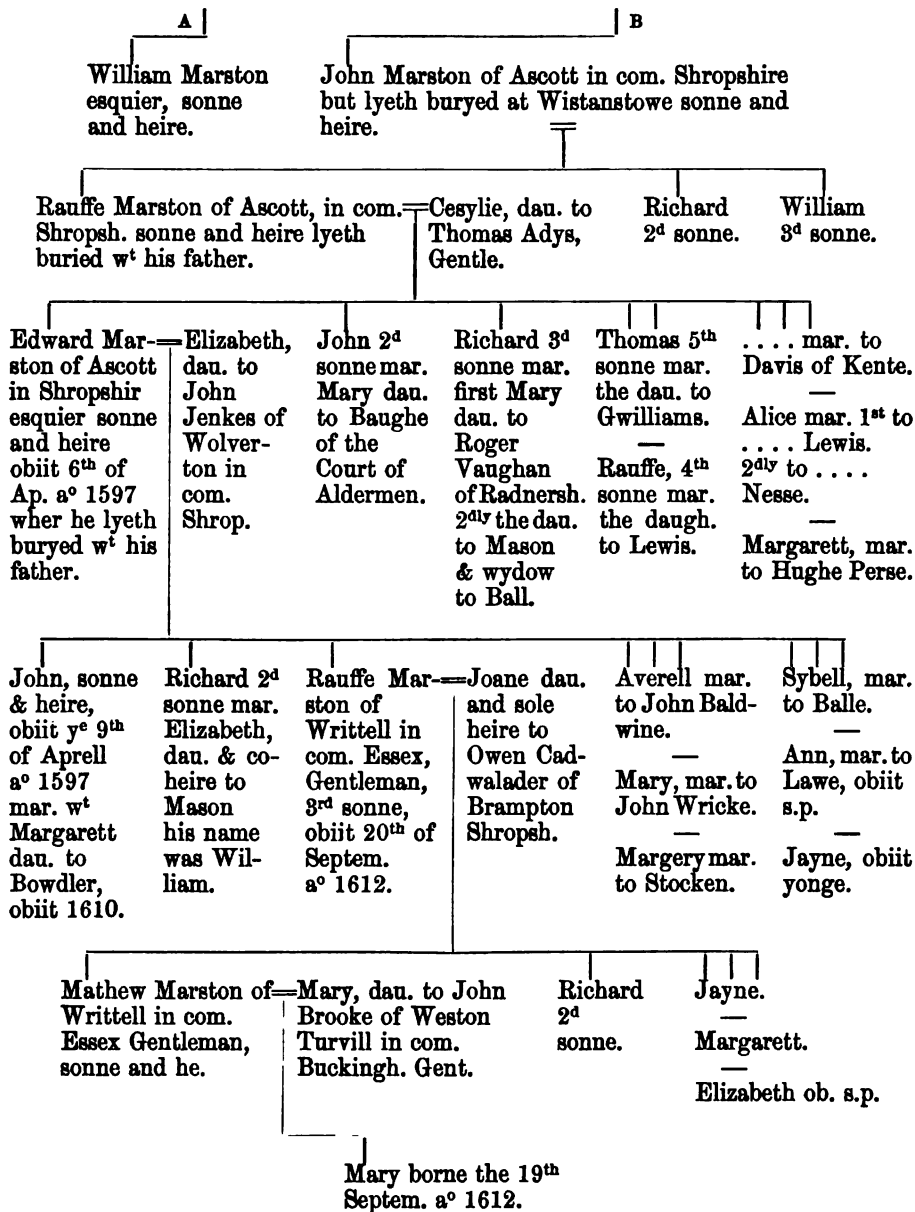 A
B
William Marston
esquier, sonne
and heire.
John Marston of Ascott in com. Shropshire
but lyeth buryed at Wistanstowe sonne and
heire.
Rauffe Marston of Ascott, in com.
Shropsh. sonne and heire lyeth
buried wᵗ his father.
Cesylie, dau. to
Thomas Adys,
Gentle.
Richard
2ᵈ sonne.
William
3ᵈ sonne.
Edward Mar-
ston of Ascott
in Shropshir
esquier sonne
and heire
obiit 6ᵗʰ of
Ap. aº 1597
wher he lyeth
buryed wᵗ his
father.
Elizabeth,
dau. to
John
Jenkes of
Wolver-
ton in
com.
Shrop.
John 2ᵈ
sonne mar.
Mary dau.
to Baughe
of the
Court of
Aldermen.
Richard 3ᵈ
sonne mar.
first Mary
dau. to
Roger
Vaughan
of Radnersh.
2ᵈˡʸ the dau.
to Mason
& wydow
to Ball.
Thomas 5ᵗʰ
sonne mar.
the dau. to
Gwilliams.
—
Rauffe, 4ᵗʰ
sonne mar.
the daugh.
to Lewis.
. . . . mar. to
Davis of Kente.
—
Alice mar. 1ˢᵗ to
. . . . Lewis.
2ᵈˡʸ to . . . .
Nesse.
—
Margarett, mar.
to Hughe Perse.
John, sonne
& heire,
obiit yᵉ 9ᵗʰ
of Aprell
aº 1597
mar. wᵗ
Margarett
dau. to
Bowdler,
obiit 1610.
Richard 2ᵈ
sonne mar.
Elizabeth,
dau. & co-
heire to
Mason
his name
was Wil-
liam.
Rauffe Mar-
ston of
Writtell in
com. Essex,
Gentleman,
3ʳᵈ sonne,
obiit 20ᵗʰ of
Septem.
aº 1612.
Joane dau.
and sole
heire to
Owen Cad-
walader of
Brampton
Shropsh.
Averell mar.
to John Bald-
wine.
—
Mary, mar. to
John Wricke.
—
Margery mar.
to Stocken.
Sybell, mar.
to Balle.
—
Ann, mar. to
Lawe, obiit
s.p.
—
Jayne, obiit
yonge.
Mathew Marston of
Writtell in com.
Essex Gentleman,
sonne and he.
Mary, dau. to John
Brooke of Weston
Turvill in com.
Buckingh. Gent.
Richard
2ᵈ
sonne.
Jayne.
—
Margarett.
—
Elizabeth ob. s.p.
Mary borne the 19ᵗʰ
Septem. aº 1612.